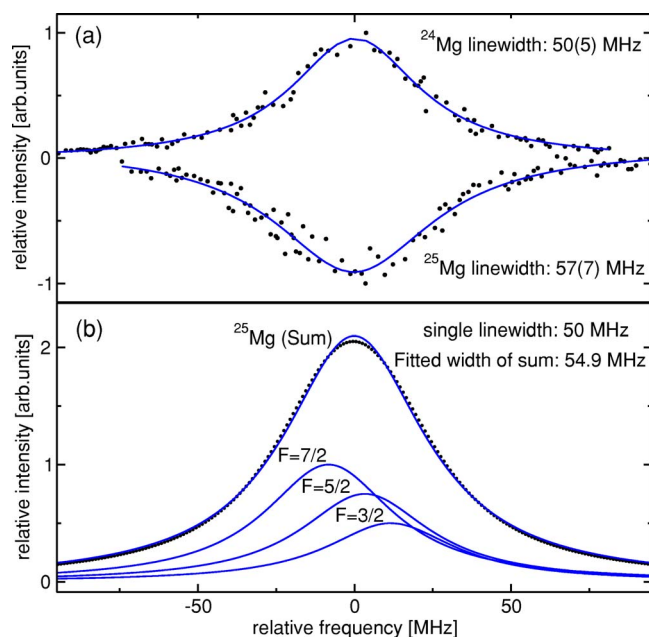 (a)
²⁴Mg linewidth: 50(5) MHz
1
0
-1
relative intensity [arb.units]
²⁵Mg linewidth: 57(7) MHz
(b)
²⁵Mg (Sum)
single linewidth: 50 MHz
Fitted width of sum: 54.9 MHz
2
1
0
relative intensity [arb.units]
F=7/2
F=5/2
F=3/2
-50 0 50
relative frequency [MHz]